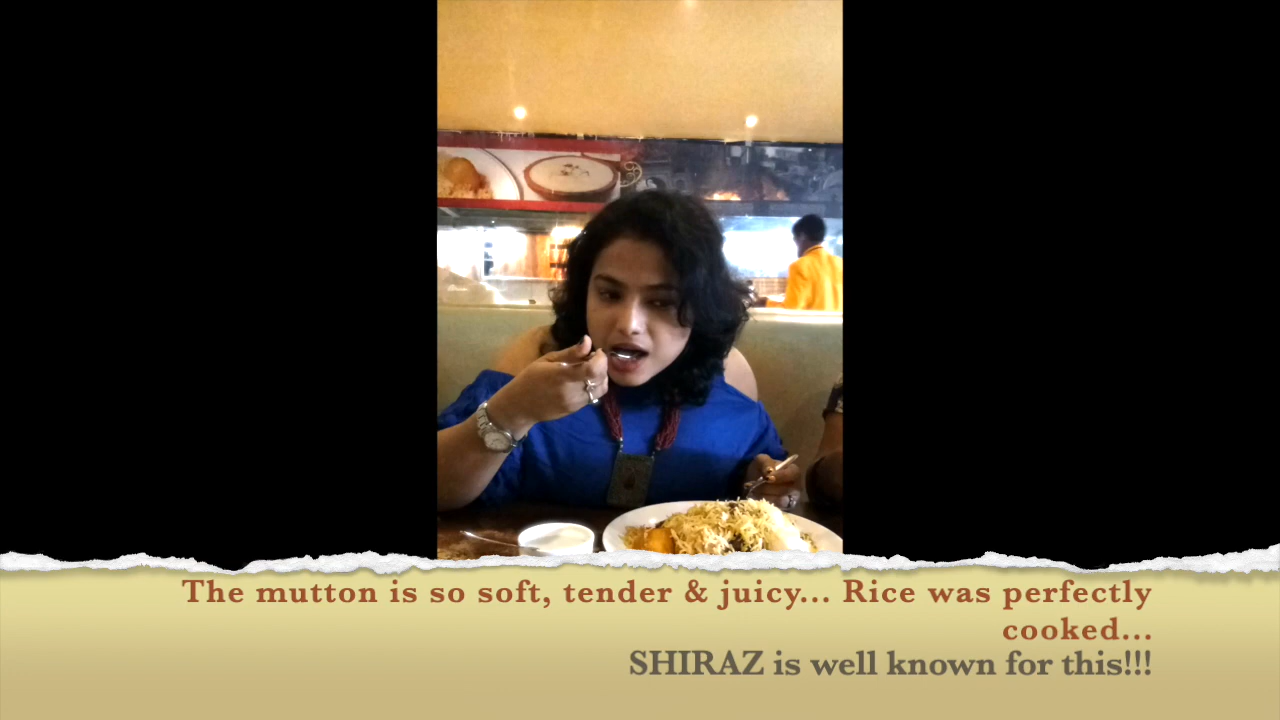 The mutton is so soft, tender & juicy... Rice was perfectly
cooked...
SHIRAZ is well known for this!!!